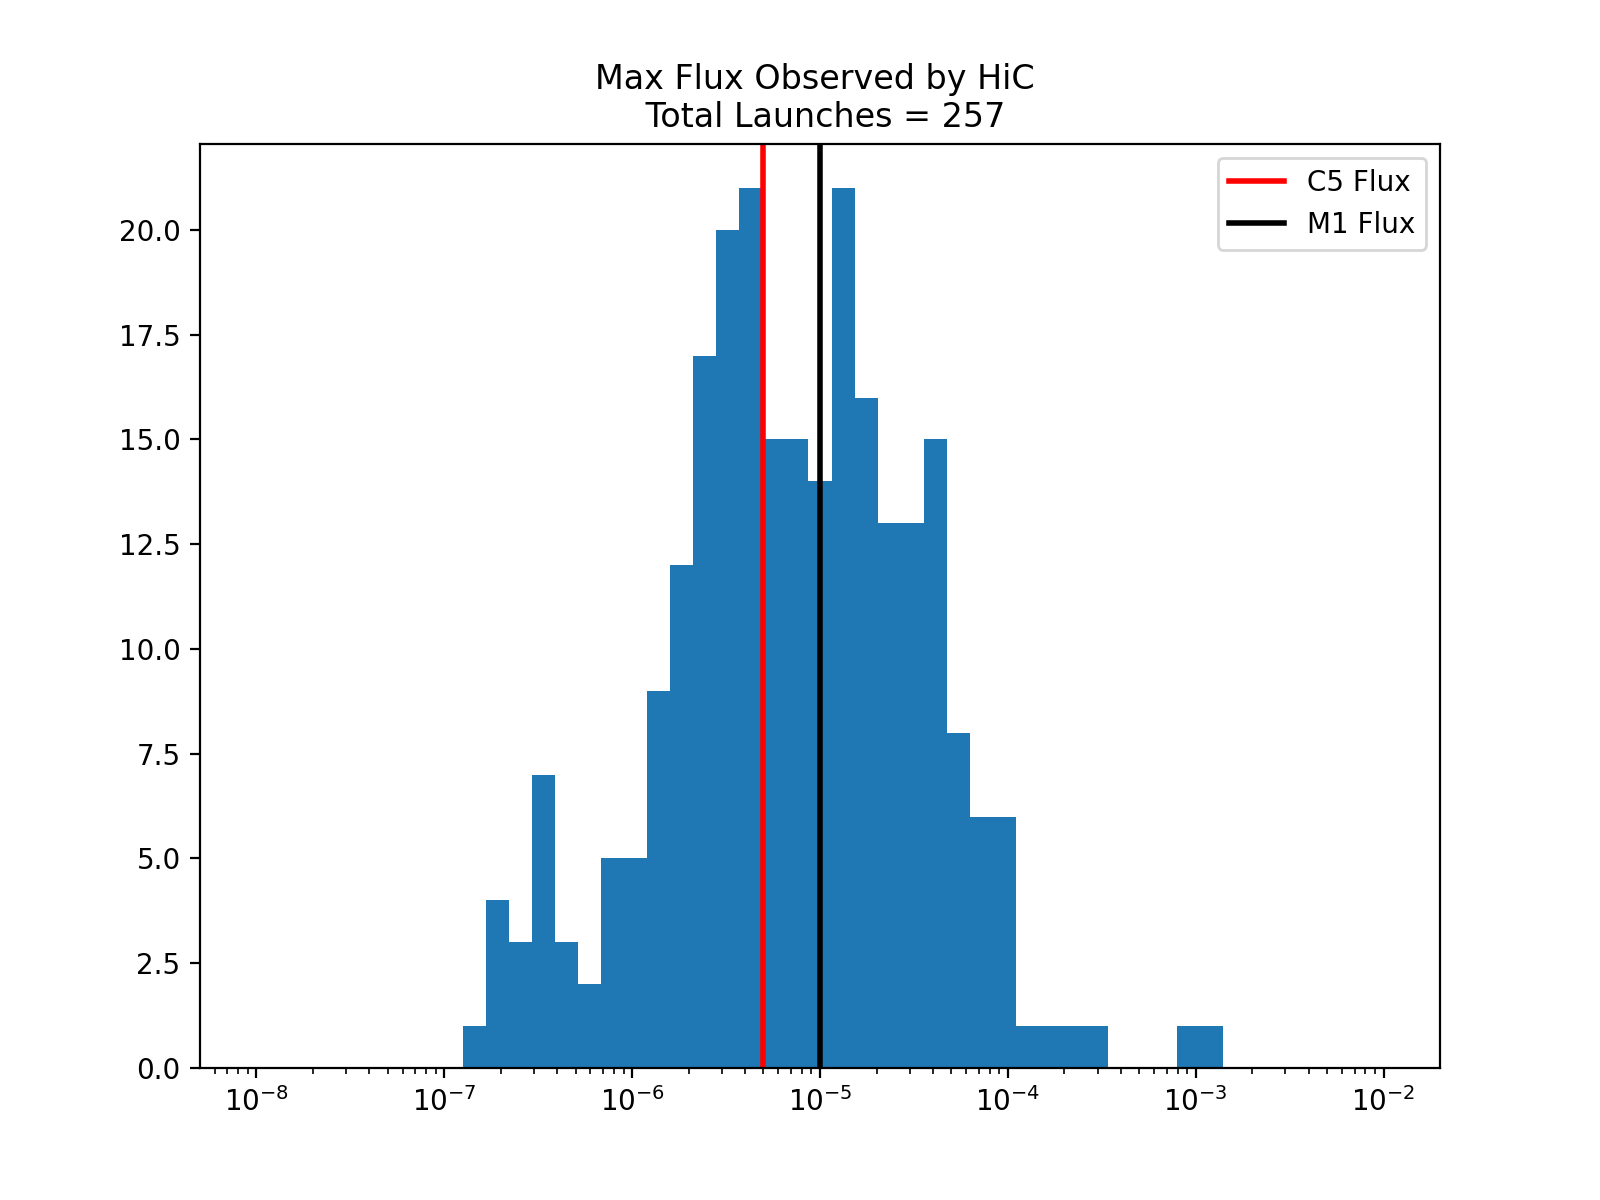 Max Flux Observed by HiC
Total Launches = 257
C5 Flux
M1 Flux
20.0
17.5
15.0
12.5
10.0
7.5
5.0
2.5
0.0
10⁻⁸ 10⁻⁷ 10⁻⁶ 10⁻⁵ 10⁻⁴ 10⁻³ 10⁻²